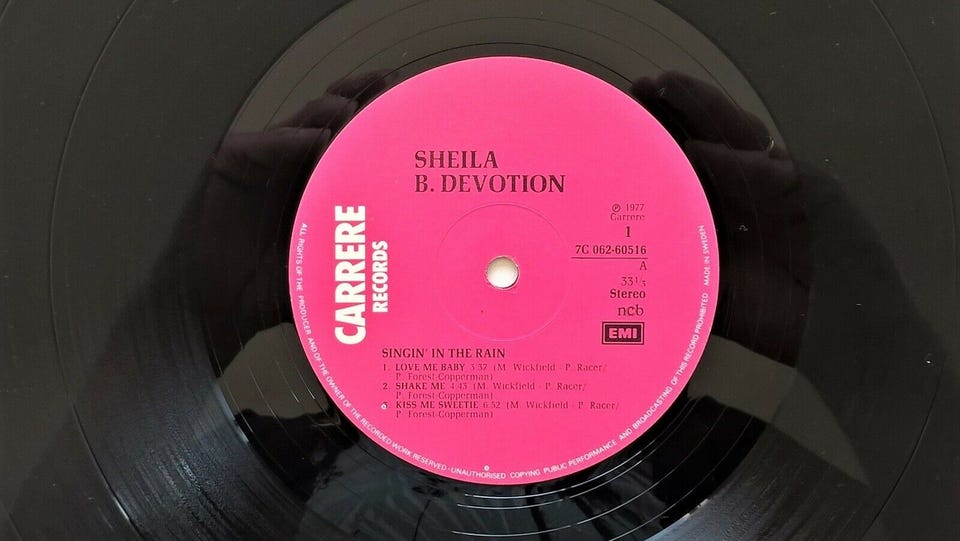 SHEILA
B. DEVOTION
℗ 1977
Carrere
1
7C 062-60516
A
33 1/3
Stereo
ncb
EMI
CARRERE
RECORDS
SINGIN' IN THE RAIN
1. LOVE ME BABY 3'37 (M. Wickfield - P. Racer/
P. Forest-Copperman)
2. SHAKE ME 4'43 (M. Wickfield - P. Racer/
P. Forest-Copperman)
3. KISS ME SWEETIE 6'52 (M. Wickfield - P. Racer/
P. Forest-Copperman)
ALL RIGHTS OF THE PRODUCER AND OF THE OWNER OF THE RECORDED WORK RESERVED · UNAUTHORISED COPYING PUBLIC PERFORMANCE AND BROADCASTING OF THIS RECORD PROHIBITED MADE IN SWEDEN